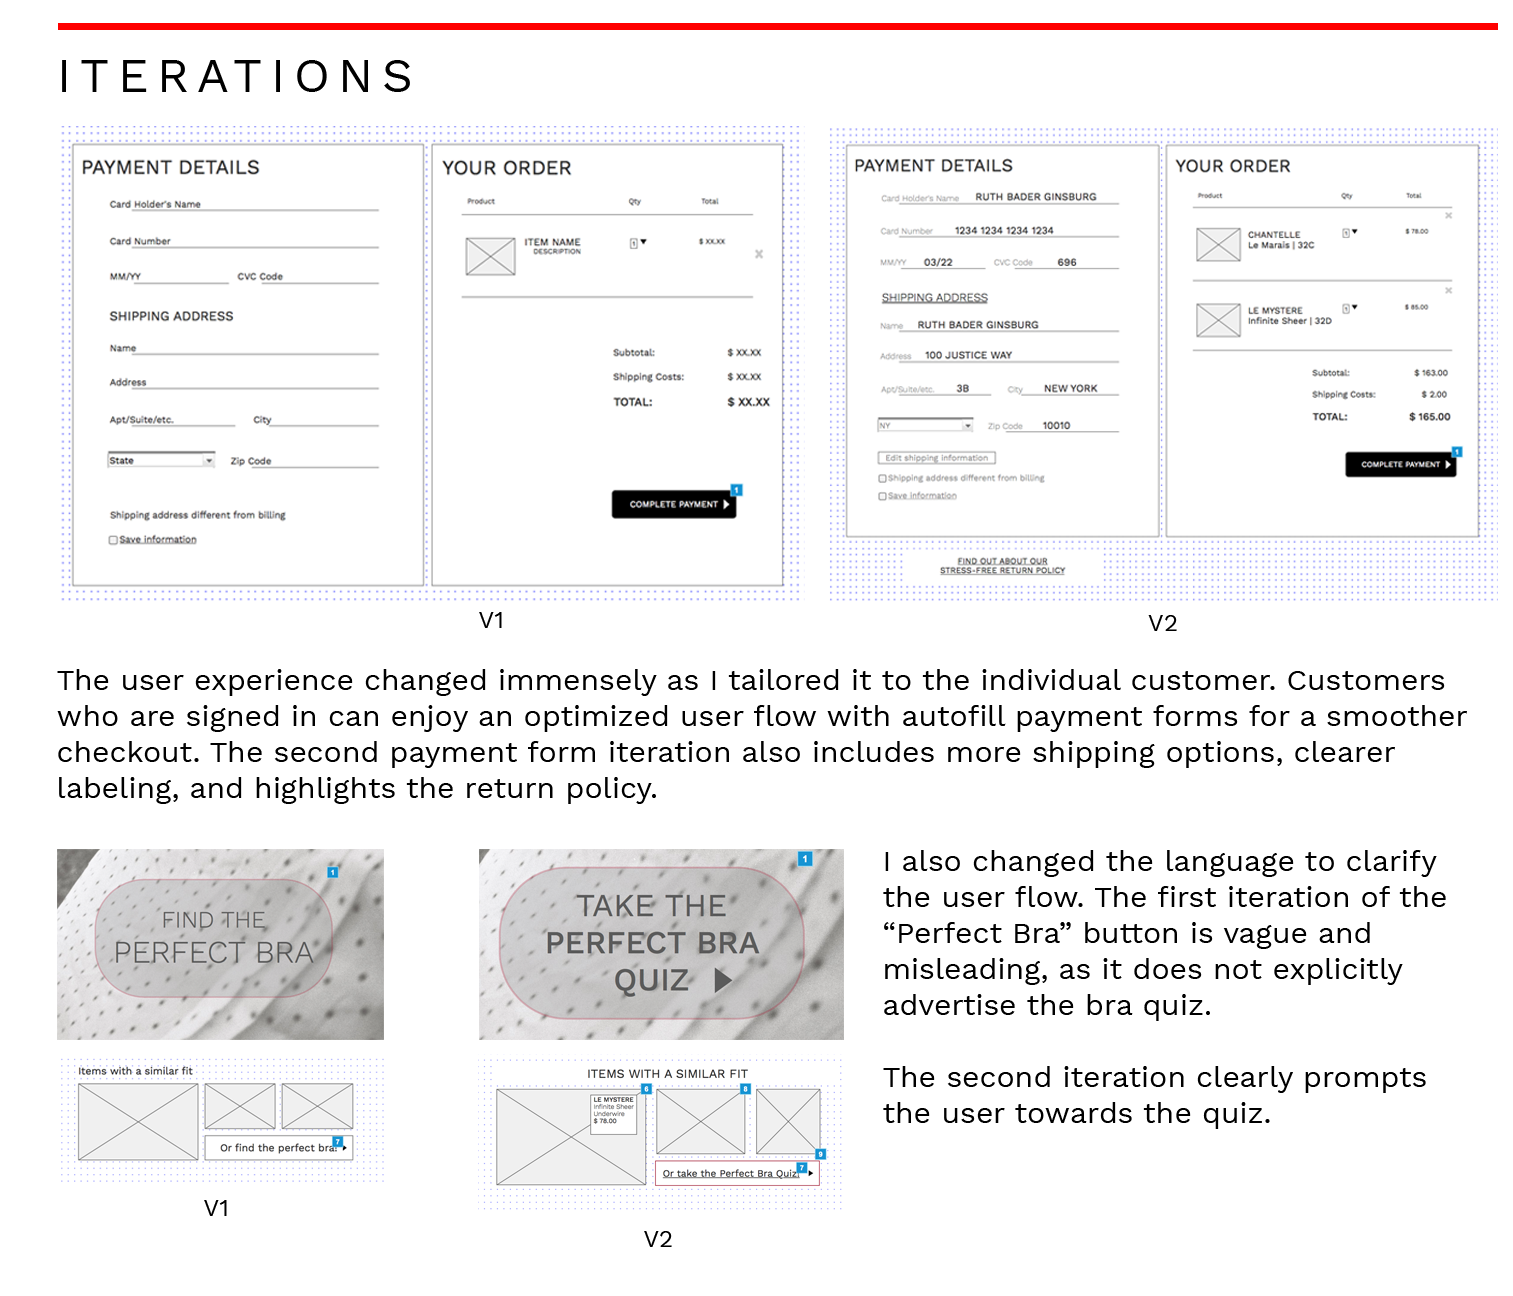 ITERATIONS
PAYMENT DETAILS
Card Holder's Name
Card Number
MM/YY CVC Code
SHIPPING ADDRESS
Name
Address
Apt/Suite/etc. City
State Zip Code
Shipping address different from billing
Save information
YOUR ORDER
Product Qty Total
ITEM NAME 1 $ XX.XX
DESCRIPTION
Subtotal: $ XX.XX
Shipping Costs: $ XX.XX
TOTAL: $ XX.XX
1
COMPLETE PAYMENT
V1
PAYMENT DETAILS
Card Holder's Name RUTH BADER GINSBURG
Card Number 1234 1234 1234 1234
MM/YY 03/22 CVC Code 696
SHIPPING ADDRESS
Name RUTH BADER GINSBURG
Address 100 JUSTICE WAY
Apt/Suite/etc. 3B City NEW YORK
NY Zip Code 10010
Edit shipping information
Shipping address different from billing
Save information
YOUR ORDER
Product Qty Total
CHANTELLE 1 $ 78.00
Le Marais | 32C
LE MYSTERE 1 $ 85.00
Infinite Sheer | 32D
Subtotal: $ 163.00
Shipping Costs: $ 2.00
TOTAL: $ 165.00
1
COMPLETE PAYMENT
FIND OUT ABOUT OUR
STRESS-FREE RETURN POLICY
V2
The user experience changed immensely as I tailored it to the individual customer. Customers
who are signed in can enjoy an optimized user flow with autofill payment forms for a smoother
checkout. The second payment form iteration also includes more shipping options, clearer
labeling, and highlights the return policy.
1
FIND THE
PERFECT BRA
Items with a similar fit
7
Or find the perfect bra!
V1
1
TAKE THE
PERFECT BRA
QUIZ
ITEMS WITH A SIMILAR FIT
6 8
LE MYSTERE
Infinite Sheer
Underwire
$ 78.00
9
7
Or take the Perfect Bra Quiz!
V2
I also changed the language to clarify
the user flow. The first iteration of the
“Perfect Bra” button is vague and
misleading, as it does not explicitly
advertise the bra quiz.
The second iteration clearly prompts
the user towards the quiz.